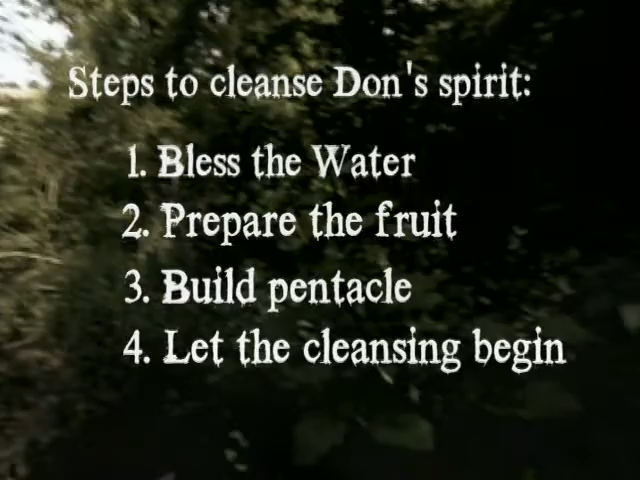 Steps to cleanse Don's spirit:
1. Bless the Water
2. Prepare the fruit
3. Build pentacle
4. Let the cleansing begin